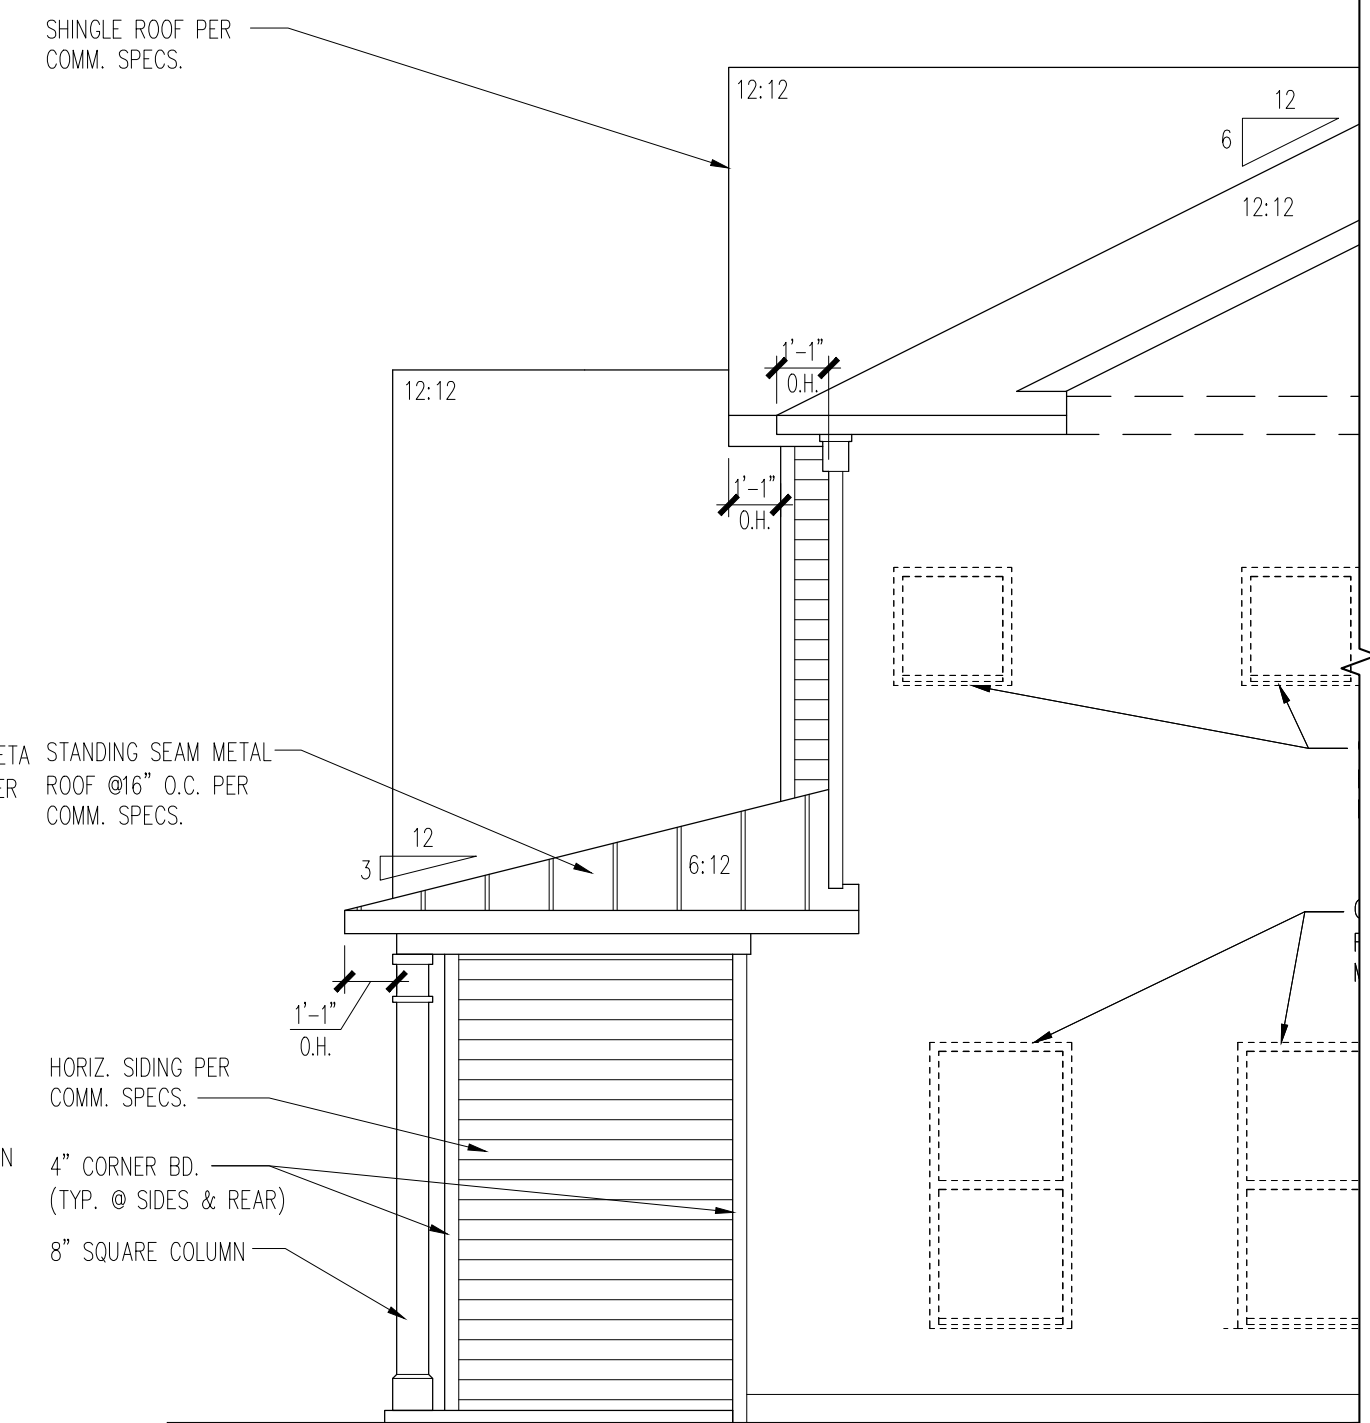 SHINGLE ROOF PER
COMM. SPECS.
12:12
12
6
12:12
1'-1"
O.H.
12:12
1'-1"
O.H.
ETA
ER
STANDING SEAM METAL
ROOF @16" O.C. PER
COMM. SPECS.
12
3
6:12
1'-1"
O.H.
HORIZ. SIDING PER
COMM. SPECS.
N
4" CORNER BD.
(TYP. @ SIDES & REAR)
8" SQUARE COLUMN